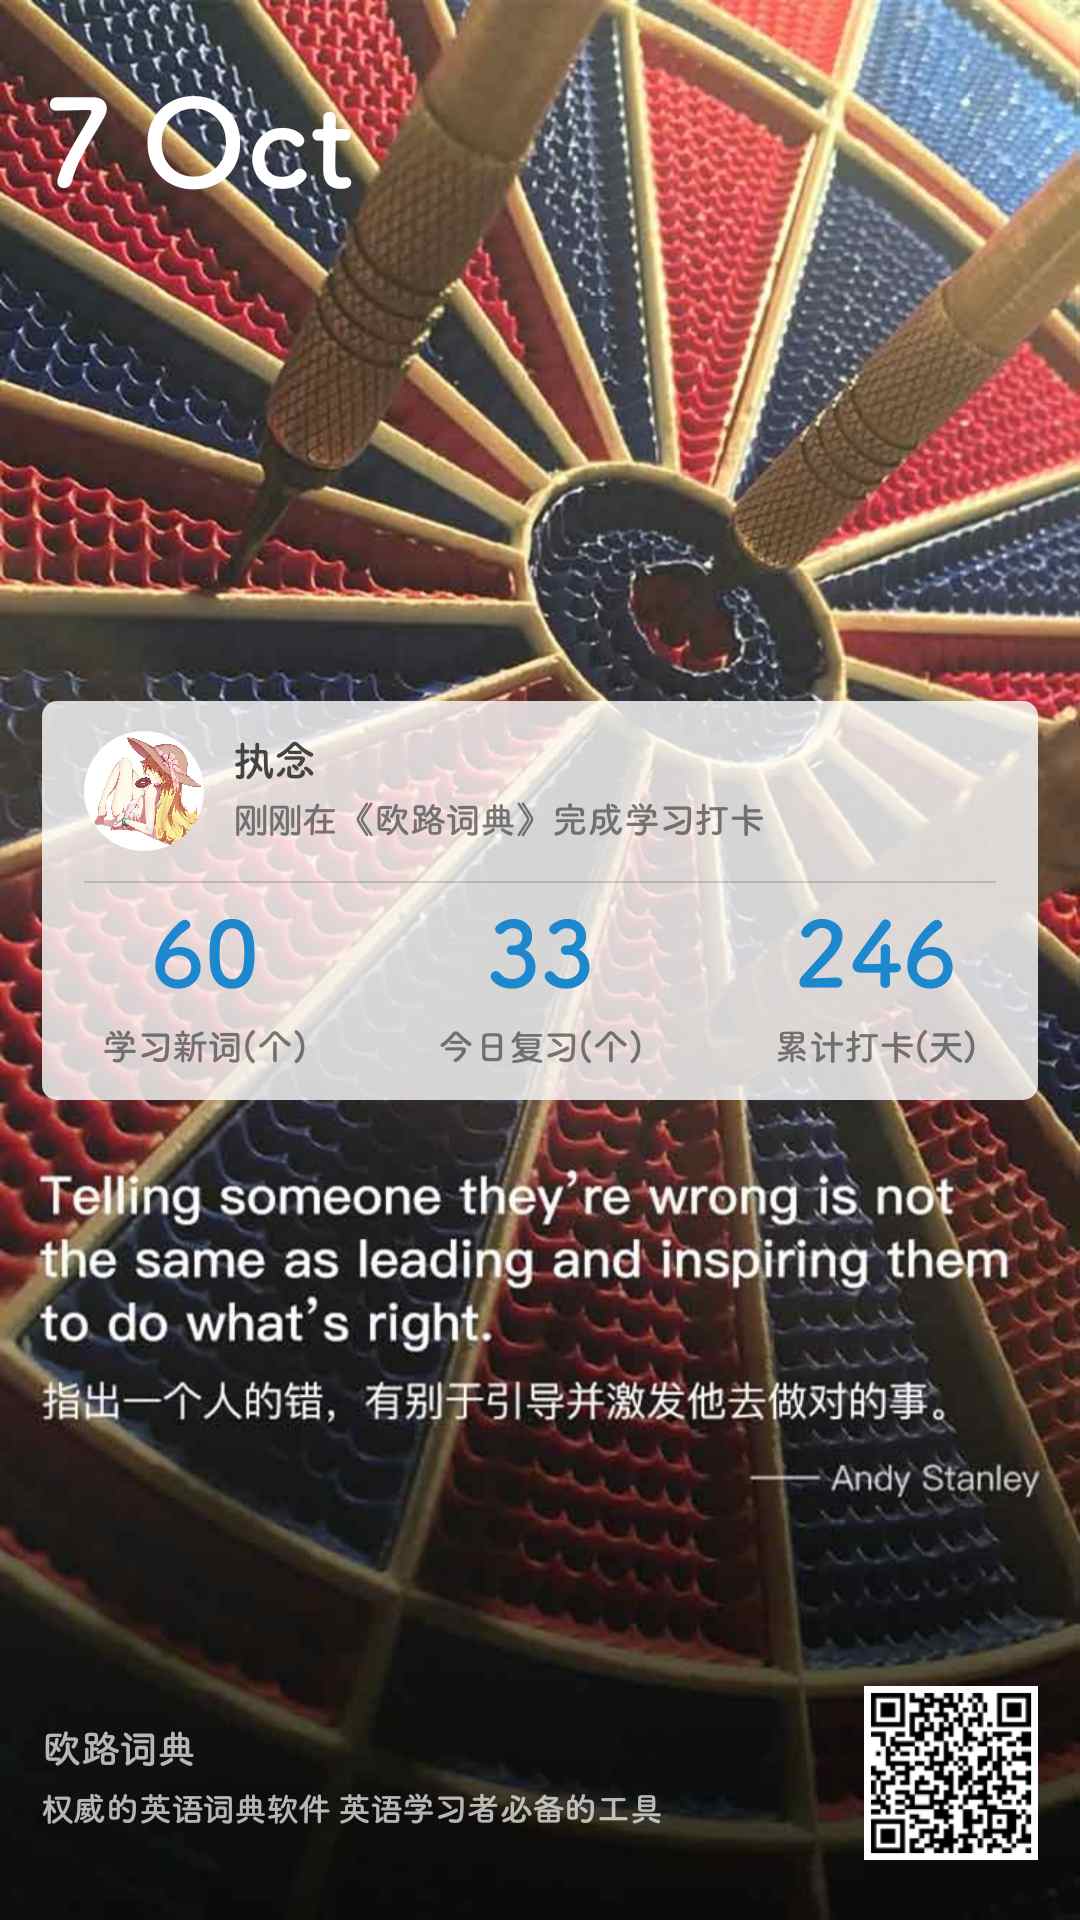 7 Oct
执念
刚刚在《欧路词典》完成学习打卡
60 33 246
学习新词(个) 今日复习(个) 累计打卡(天)
Telling someone they’re wrong is not
the same as leading and inspiring them
to do what’s right.
指出一个人的错，有别于引导并激发他去做对的事。
—— Andy Stanley
欧路词典
权威的英语词典软件 英语学习者必备的工具